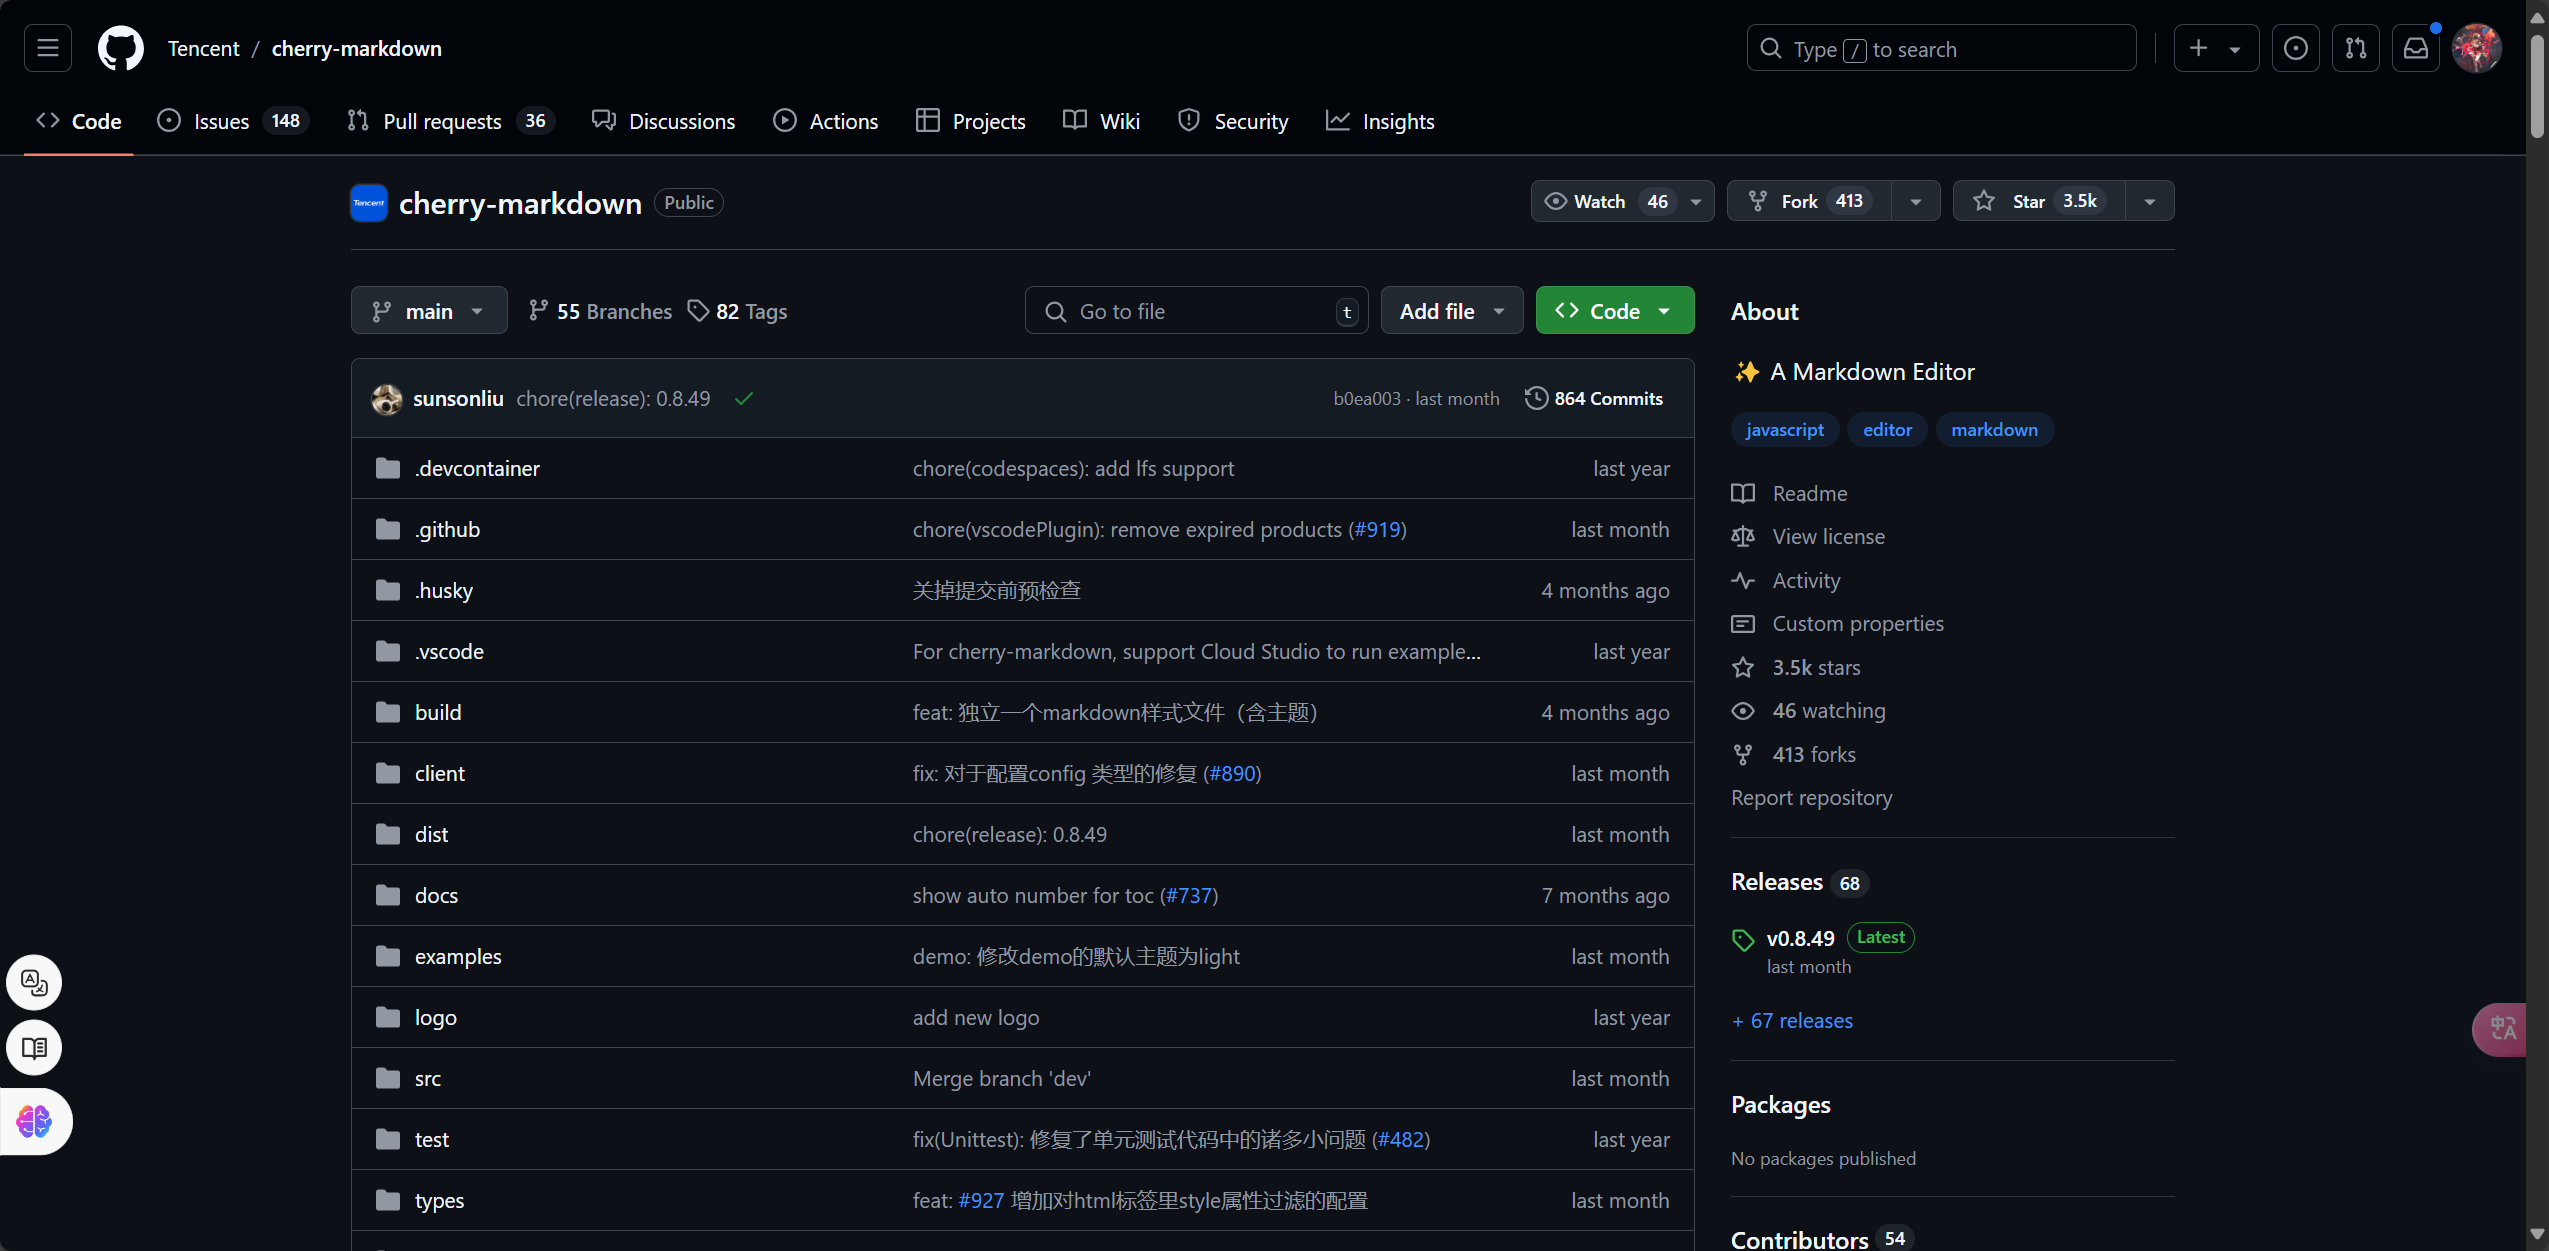 Tencent / cherry-markdown
Type / to search
Code
Issues 148
Pull requests 36
Discussions
Actions
Projects
Wiki
Security
Insights
Tencent
cherry-markdown Public
Watch 46
Fork 413
Star 3.5k
main
55 Branches
82 Tags
Go to file t
Add file
Code
sunsonliu chore(release): 0.8.49
b0ea003 · last month
864 Commits
.devcontainer chore(codespaces): add lfs support last year
.github chore(vscodePlugin): remove expired products (#919) last month
.husky 关掉提交前预检查 4 months ago
.vscode For cherry-markdown, support Cloud Studio to run example... last year
build feat: 独立一个markdown样式文件（含主题） 4 months ago
client fix: 对于配置config 类型的修复 (#890) last month
dist chore(release): 0.8.49 last month
docs show auto number for toc (#737) 7 months ago
examples demo: 修改demo的默认主题为light last month
logo add new logo last year
src Merge branch 'dev' last month
test fix(Unittest): 修复了单元测试代码中的诸多小问题 (#482) last year
types feat: #927 增加对html标签里style属性过滤的配置 last month
About
✨ A Markdown Editor
javascript editor markdown
Readme
View license
Activity
Custom properties
3.5k stars
46 watching
413 forks
Report repository
Releases 68
v0.8.49 Latest
last month
+ 67 releases
Packages
No packages published
Contributors 54